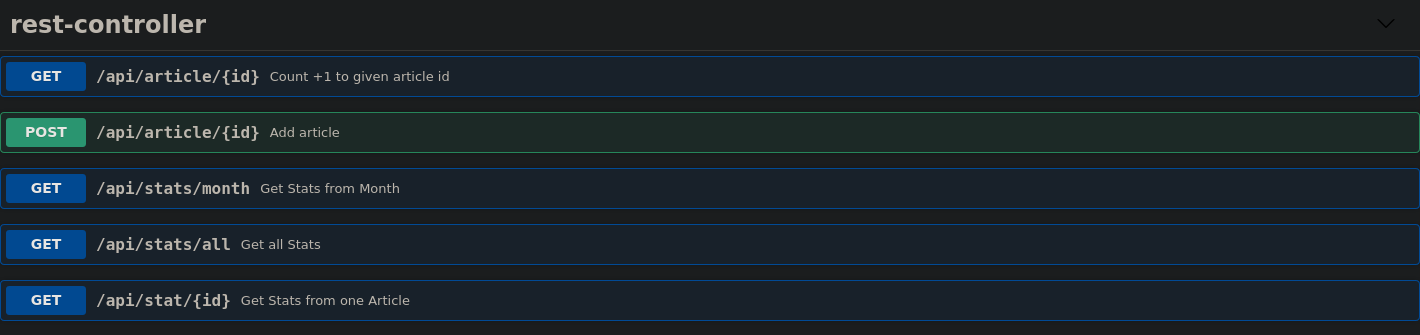 rest-controller
GET /api/article/{id} Count +1 to given article id
POST /api/article/{id} Add article
GET /api/stats/month Get Stats from Month
GET /api/stats/all Get all Stats
GET /api/stat/{id} Get Stats from one Article